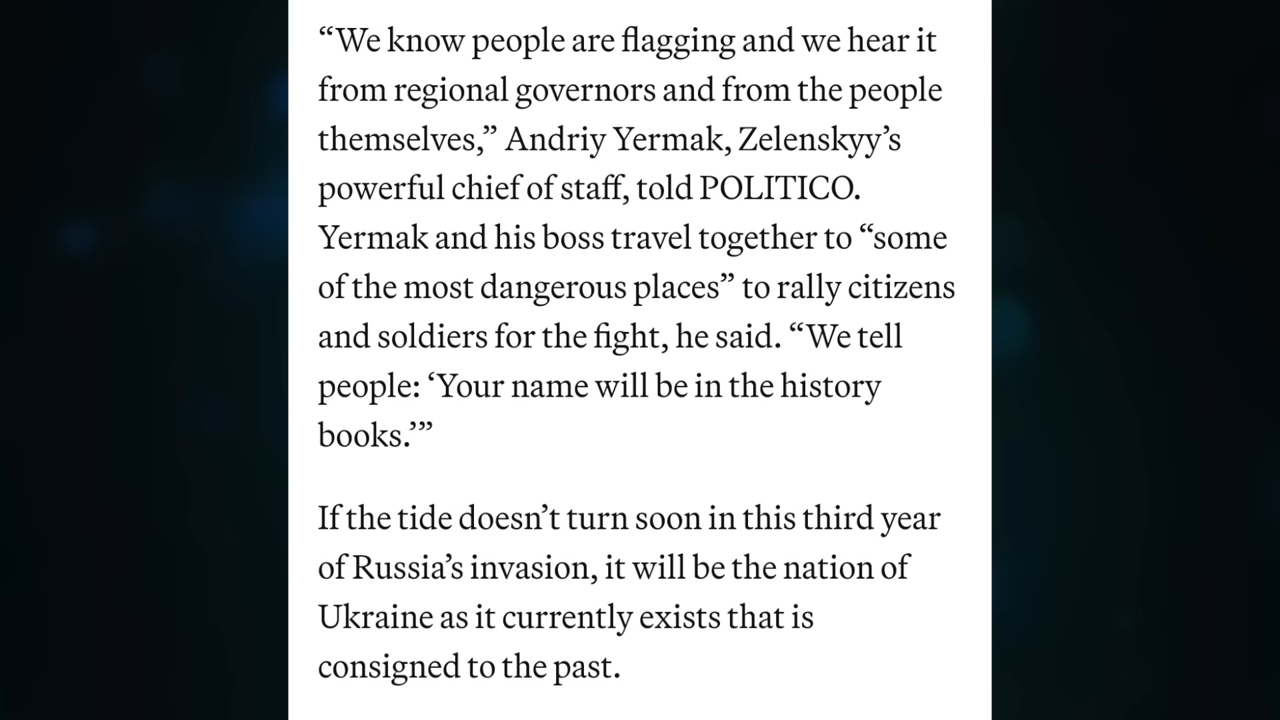 “We know people are flagging and we hear it
from regional governors and from the people
themselves,” Andriy Yermak, Zelenskyy’s
powerful chief of staff, told POLITICO.
Yermak and his boss travel together to “some
of the most dangerous places” to rally citizens
and soldiers for the fight, he said. “We tell
people: ‘Your name will be in the history
books.’”
If the tide doesn’t turn soon in this third year
of Russia’s invasion, it will be the nation of
Ukraine as it currently exists that is
consigned to the past.